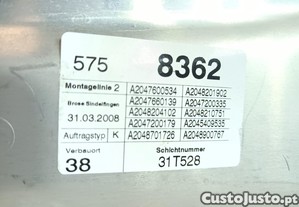 575 8362
Montagelinie 2
Brose Sindelfingen
31.03.2008
Auftragstyp K
A2047600534 A2048201902
A2047660139 A2047200335
A2048204102 A2048210751
A2047200179 A2045409535
A2048701726 A2048900767
Verbauort Schichtnummer
38 31T528
CustoJusto.pt